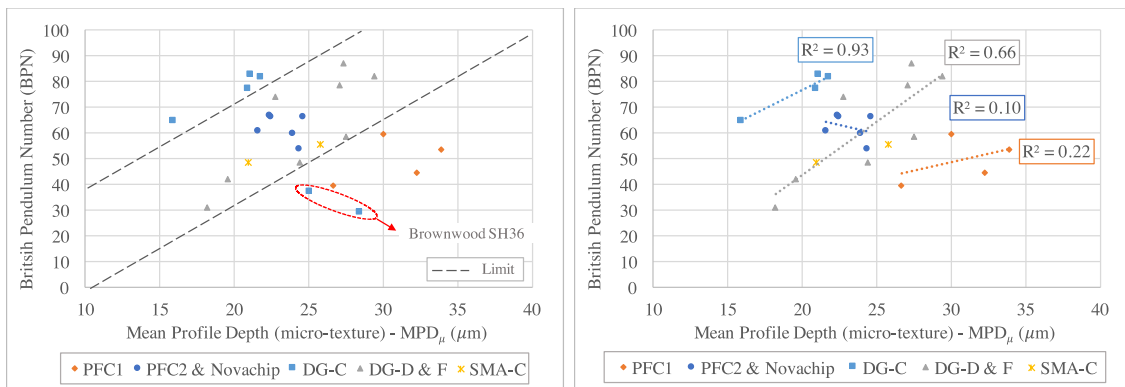 100
90
80
70
60
50
40
30
20
10
0
Britsih Pendulum Number (BPN)
Brownwood SH36
Limit
10 15 20 25 30 35 40
Mean Profile Depth (micro-texture) - MPDμ (μm)
PFC1 PFC2 & Novachip DG-C DG-D & F SMA-C
100
90
80
70
60
50
40
30
20
10
0
Britsih Pendulum Number (BPN)
R² = 0.93
R² = 0.66
R² = 0.10
R² = 0.22
10 15 20 25 30 35 40
Mean Profile Depth (micro-texture) - MPDμ (μm)
PFC1 PFC2 & Novachip DG-C DG-D & F SMA-C